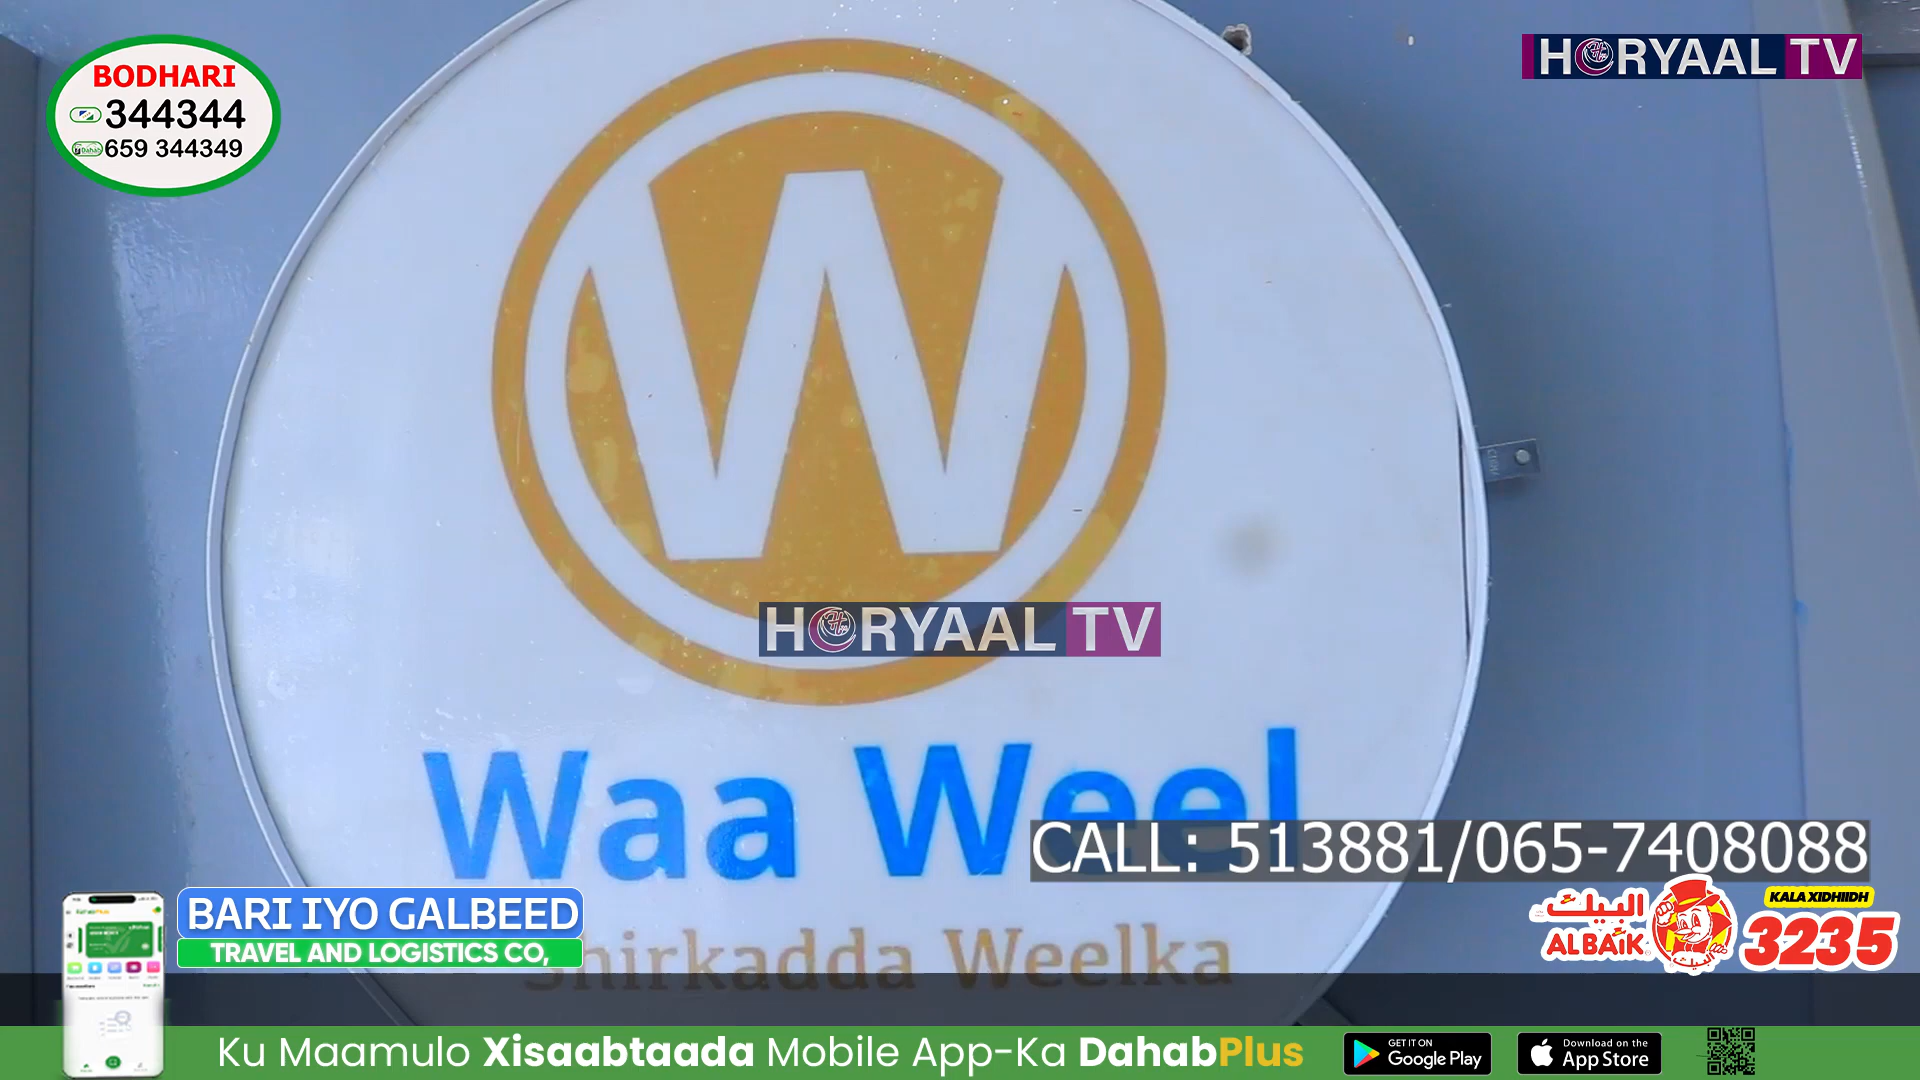 BODHARI
344344
659 344349
HORYAAL TV
W
HORYAAL TV
Waa Weel
CALL: 513881/065-7408088
Shirkadda Weelka
BARI IYO GALBEED
TRAVEL AND LOGISTICS CO,
البيك
ALBAIK
KALA XIDHIIDH
3235
Ku Maamulo Xisaabtaada Mobile App-Ka DahabPlus
GET IT ON
Google Play
Download on the
App Store